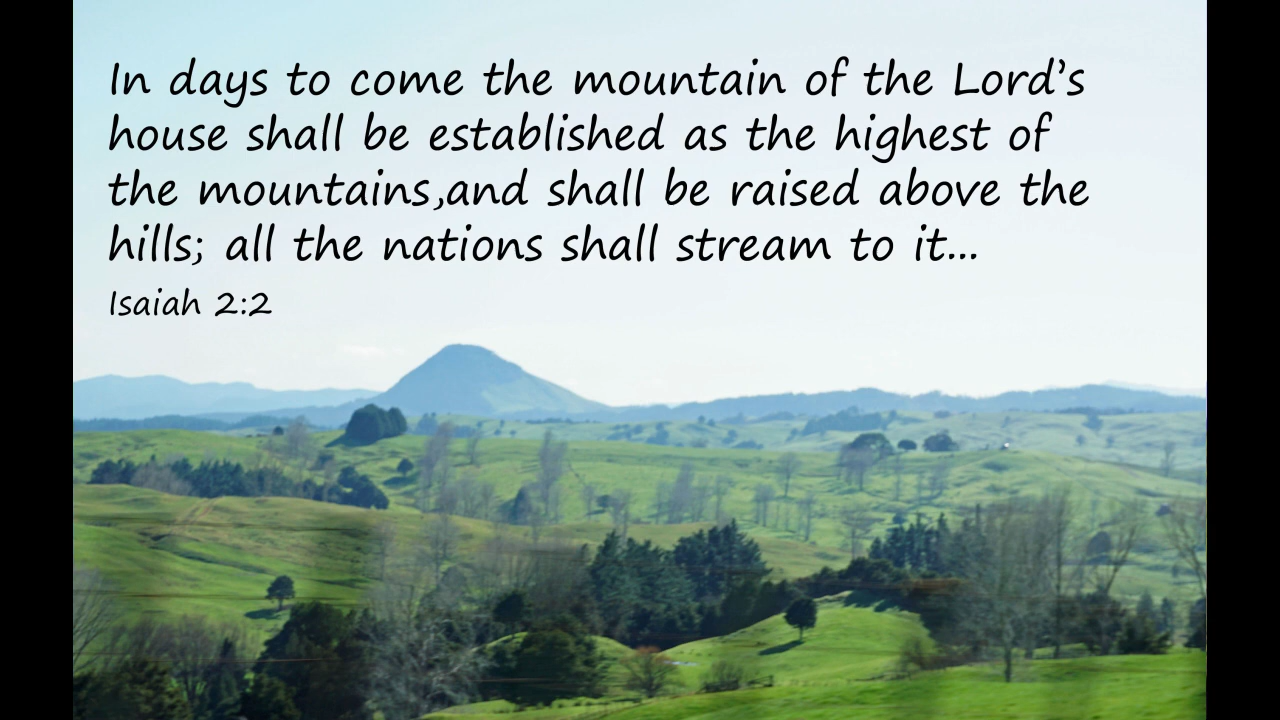 In days to come the mountain of the Lord’s
house shall be established as the highest of
the mountains,and shall be raised above the
hills; all the nations shall stream to it...
Isaiah 2:2